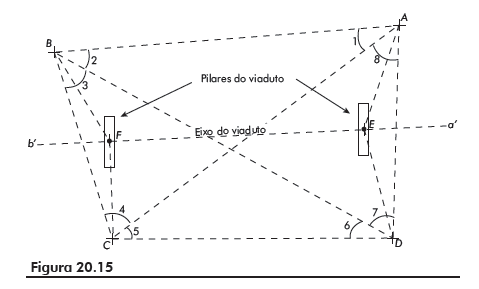 A
B
1
2
8
3
Pilares do viaduto
E
a'
Eixo do viaduto
F
b'
4
7
5
6
C
D
Figura 20.15